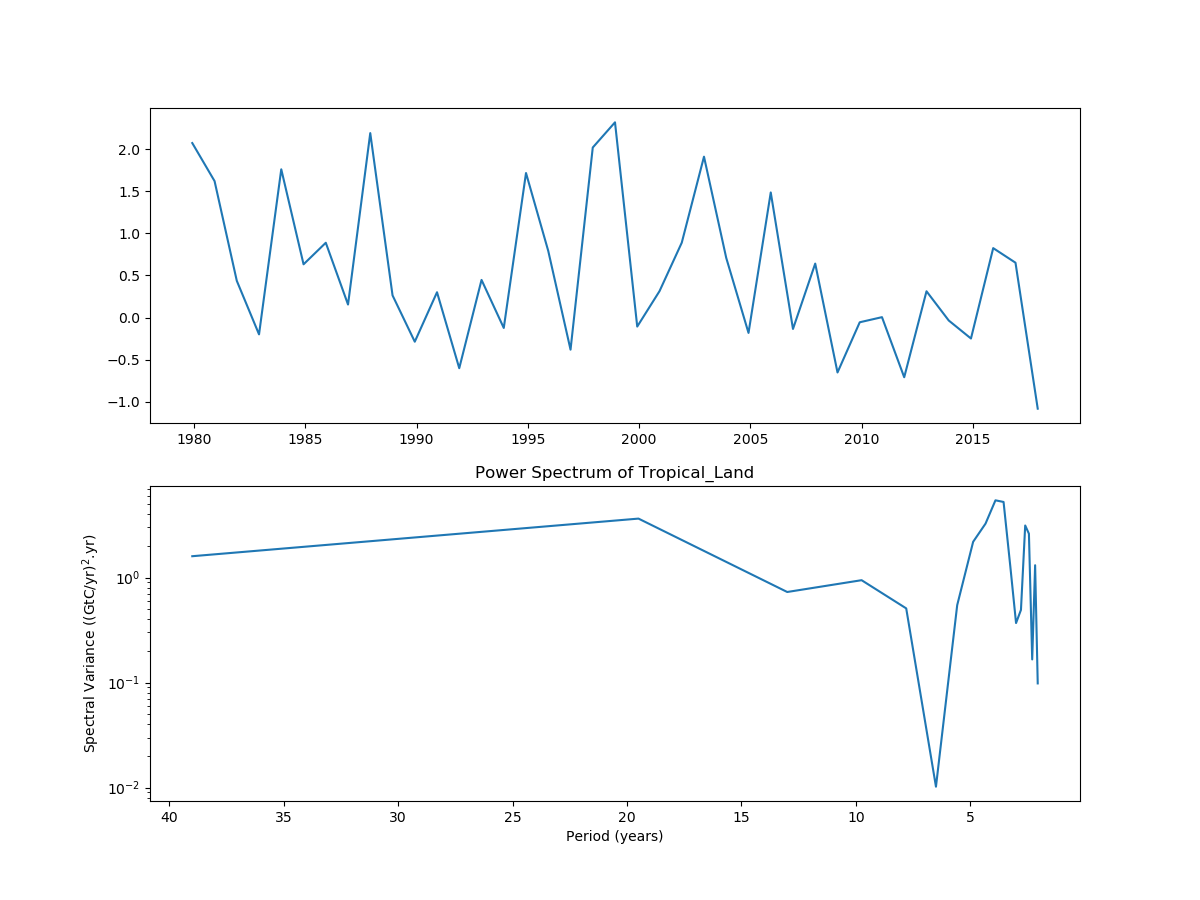 2.0
1.5
1.0
0.5
0.0
−0.5
−1.0
1980 1985 1990 1995 2000 2005 2010 2015
Power Spectrum of Tropical_Land
Spectral Variance ((GtC/yr)².yr)
10⁰
10⁻¹
10⁻²
40 35 30 25 20 15 10 5
Period (years)